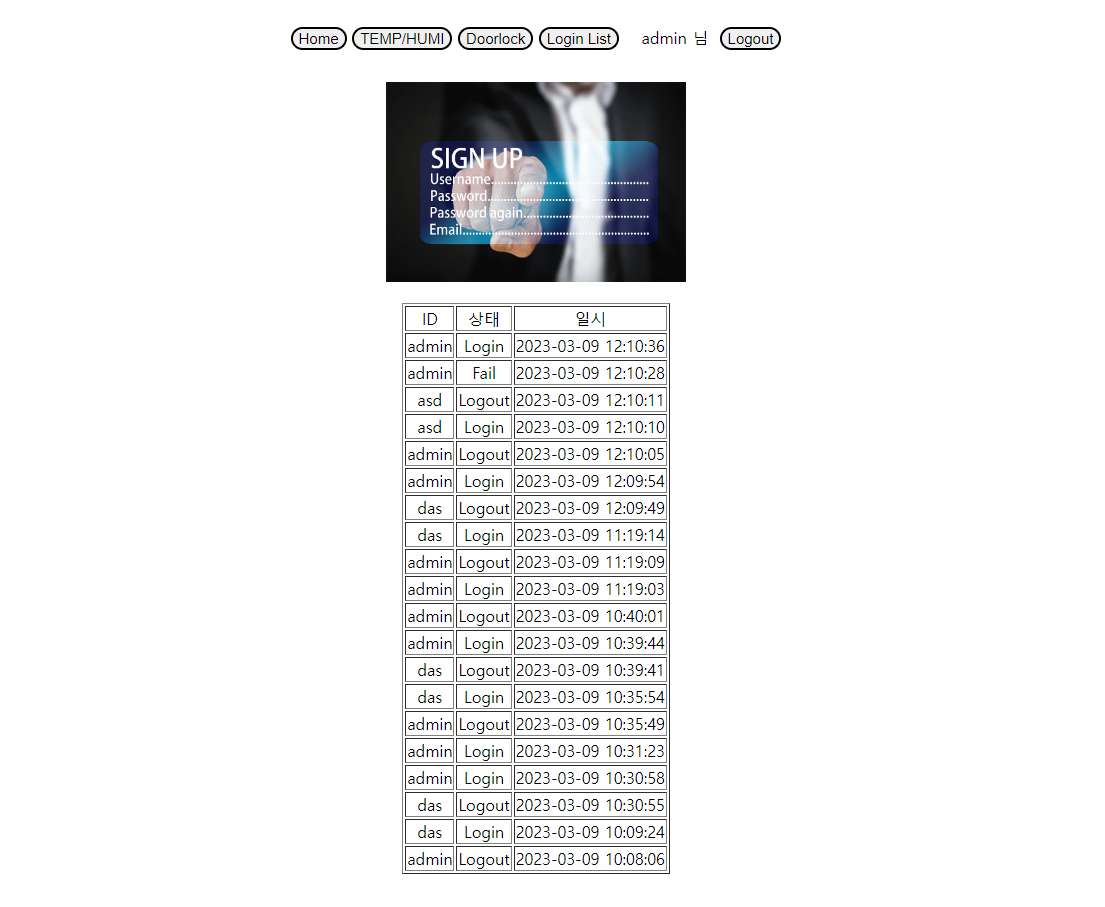 Home TEMP/HUMI Doorlock Login List admin 님 Logout
SIGN UP
Username..................................................
Password...................................................
Password again........................................
Email..........................................................
ID 상태 일시
admin Login 2023-03-09 12:10:36
admin Fail 2023-03-09 12:10:28
asd Logout 2023-03-09 12:10:11
asd Login 2023-03-09 12:10:10
admin Logout 2023-03-09 12:10:05
admin Login 2023-03-09 12:09:54
das Logout 2023-03-09 12:09:49
das Login 2023-03-09 11:19:14
admin Logout 2023-03-09 11:19:09
admin Login 2023-03-09 11:19:03
admin Logout 2023-03-09 10:40:01
admin Login 2023-03-09 10:39:44
das Logout 2023-03-09 10:39:41
das Login 2023-03-09 10:35:54
admin Logout 2023-03-09 10:35:49
admin Login 2023-03-09 10:31:23
admin Login 2023-03-09 10:30:58
das Logout 2023-03-09 10:30:55
das Login 2023-03-09 10:09:24
admin Logout 2023-03-09 10:08:06